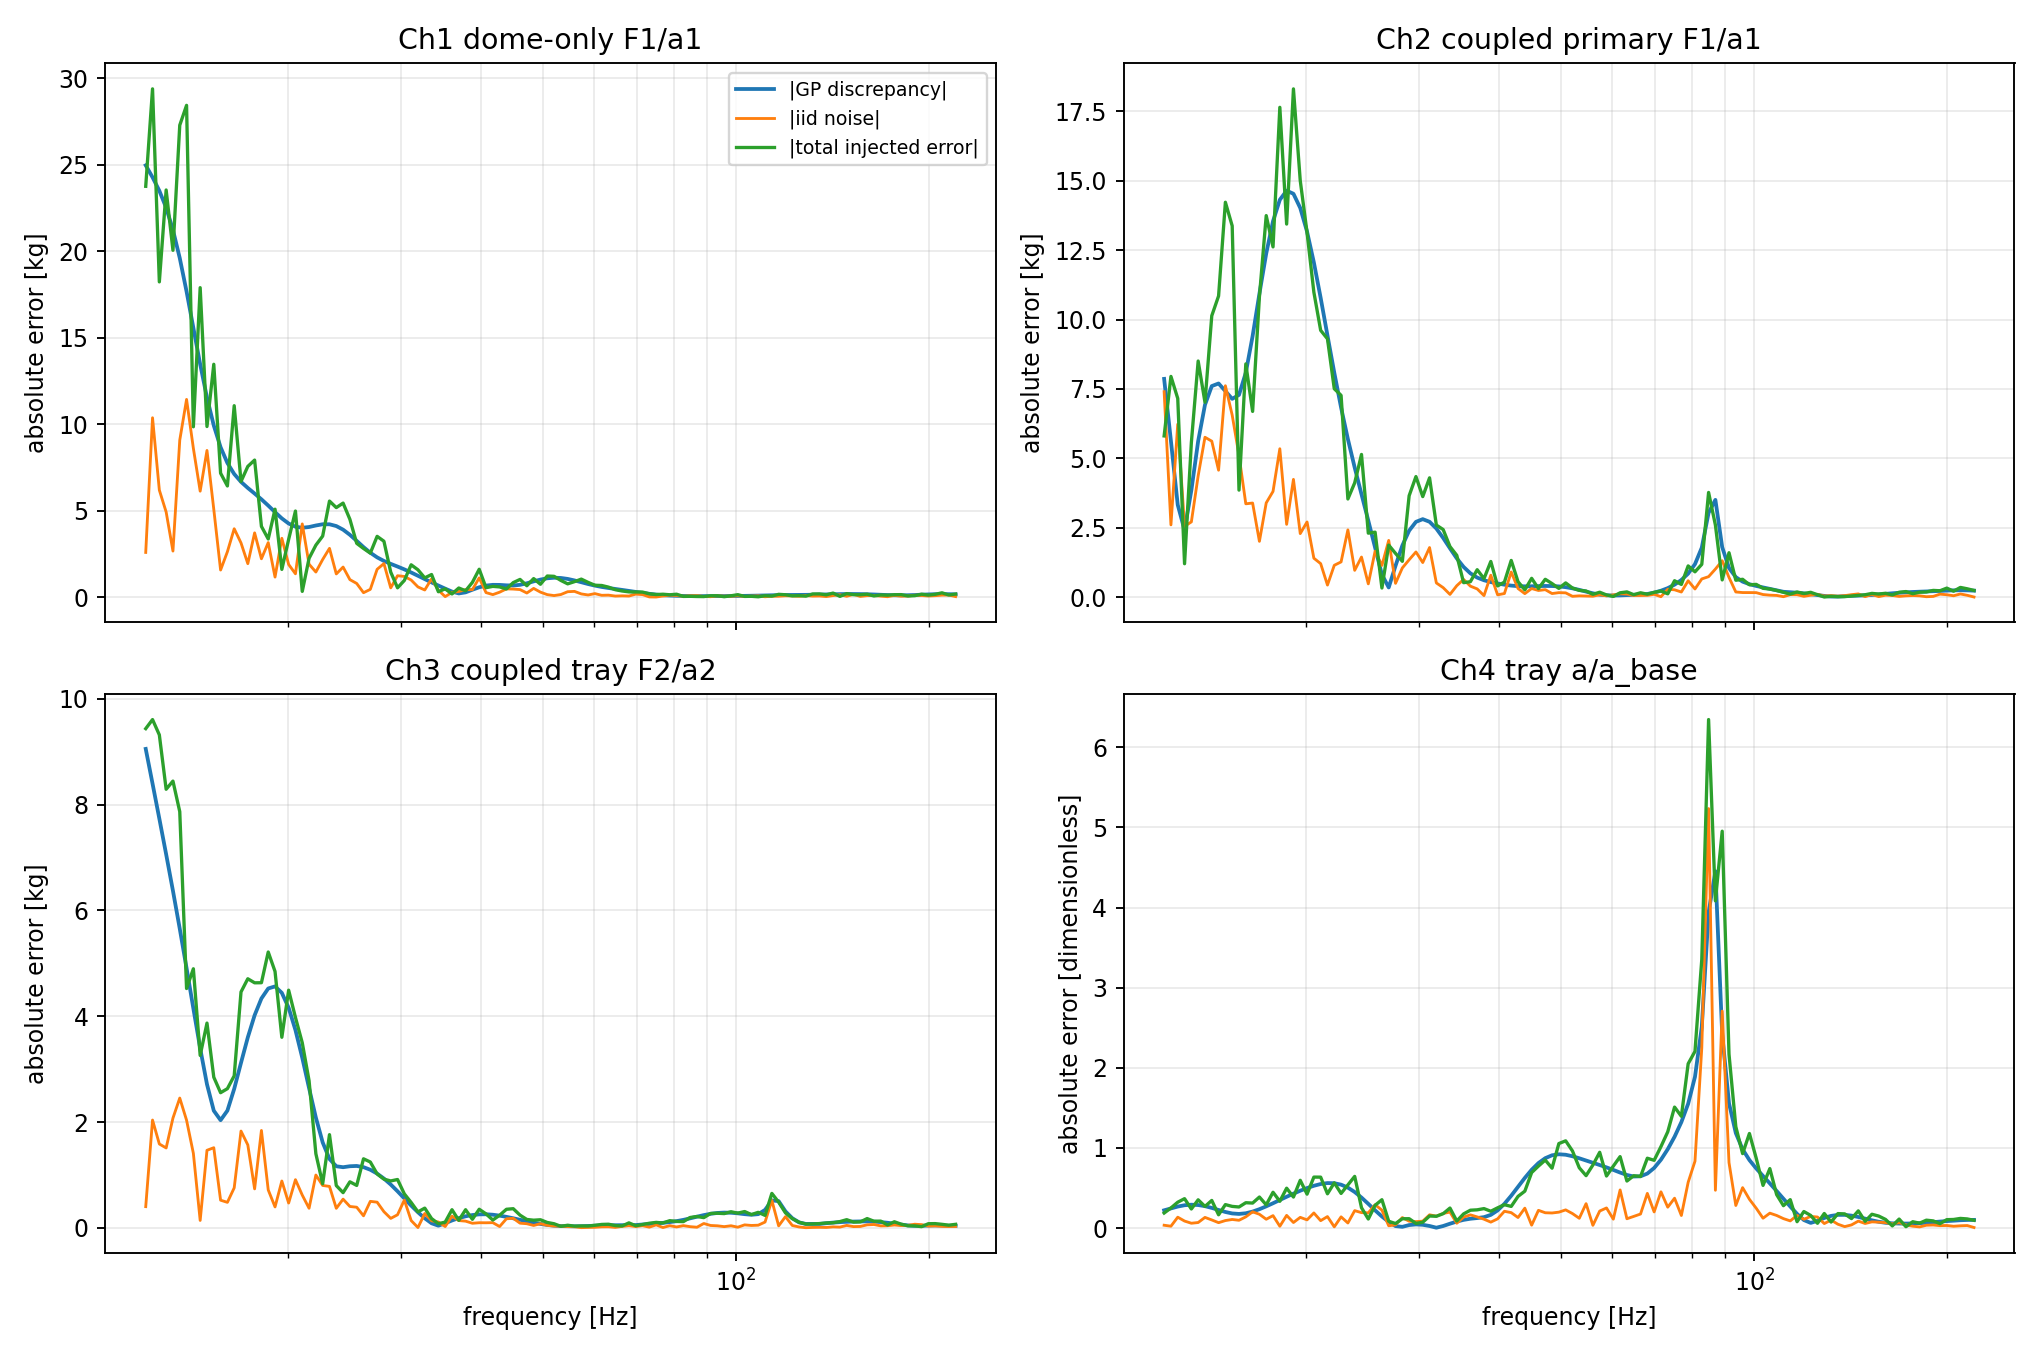 Ch1 dome-only F1/a1
absolute error [kg]
30
25
20
15
10
5
0
|GP discrepancy|
|iid noise|
|total injected error|
Ch2 coupled primary F1/a1
absolute error [kg]
17.5
15.0
12.5
10.0
7.5
5.0
2.5
0.0
Ch3 coupled tray F2/a2
absolute error [kg]
10
8
6
4
2
0
10²
frequency [Hz]
Ch4 tray a/a_base
absolute error [dimensionless]
6
5
4
3
2
1
0
10²
frequency [Hz]